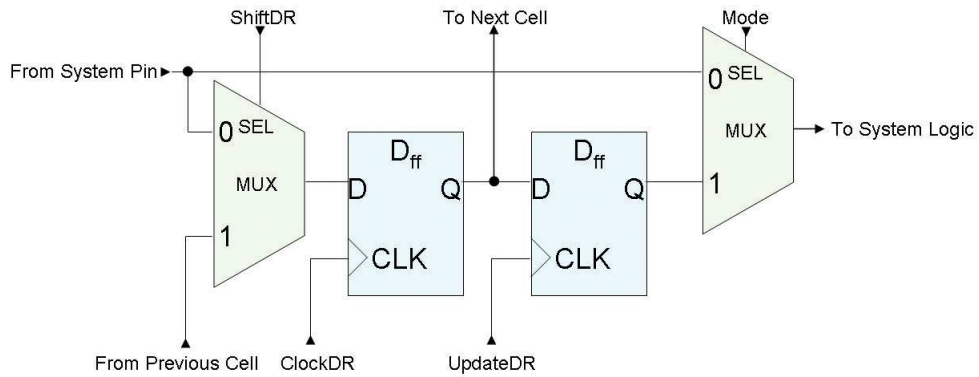 ShiftDR
To Next Cell
Mode
From System Pin
0 SEL
MUX
1
D
ff
D
Q
CLK
D
ff
D
Q
CLK
0 SEL
MUX
1
To System Logic
From Previous Cell
ClockDR
UpdateDR